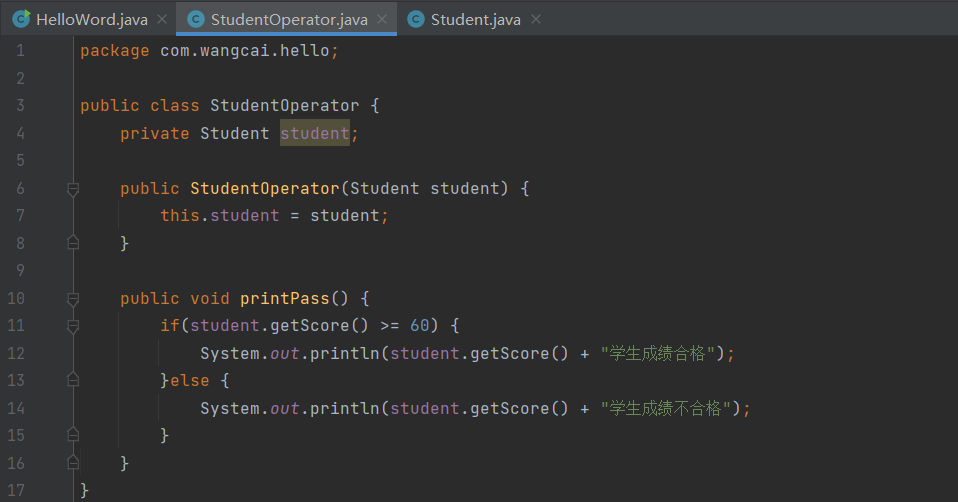 HelloWord.java StudentOperator.java Student.java
1 package com.wangcai.hello;
2
3 public class StudentOperator {
4     private Student student;
5
6     public StudentOperator(Student student) {
7         this.student = student;
8     }
9
10     public void printPass() {
11         if(student.getScore() >= 60) {
12             System.out.println(student.getScore() + "学生成绩合格");
13         }else {
14             System.out.println(student.getScore() + "学生成绩不合格");
15         }
16     }
17 }